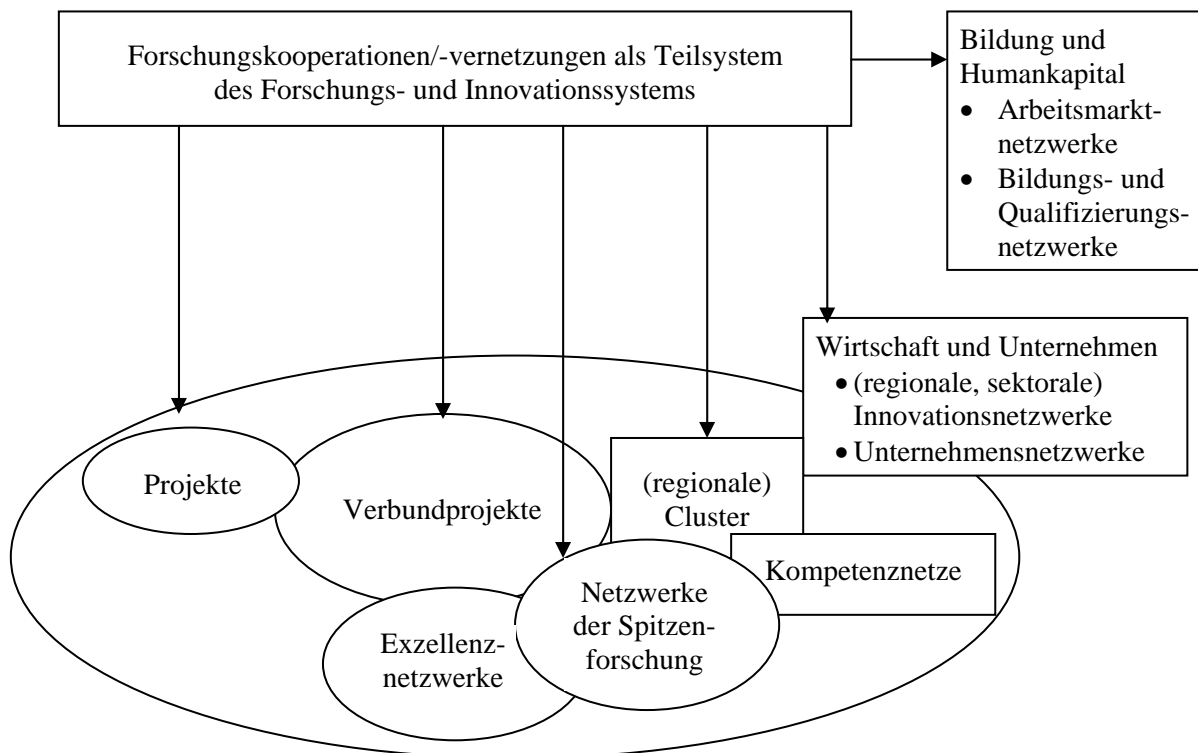 Forschungskooperationen/-vernetzungen als Teilsystem
des Forschungs- und Innovationssystems
Bildung und
Humankapital
• Arbeitsmarkt-
netzwerke
• Bildungs- und
Qualifizierungs-
netzwerke
Wirtschaft und Unternehmen
• (regionale, sektorale)
Innovationsnetzwerke
• Unternehmensnetzwerke
Projekte
Verbundprojekte
(regionale)
Cluster
Kompetenznetze
Netzwerke
der Spitzen-
forschung
Exzellenz-
netzwerke